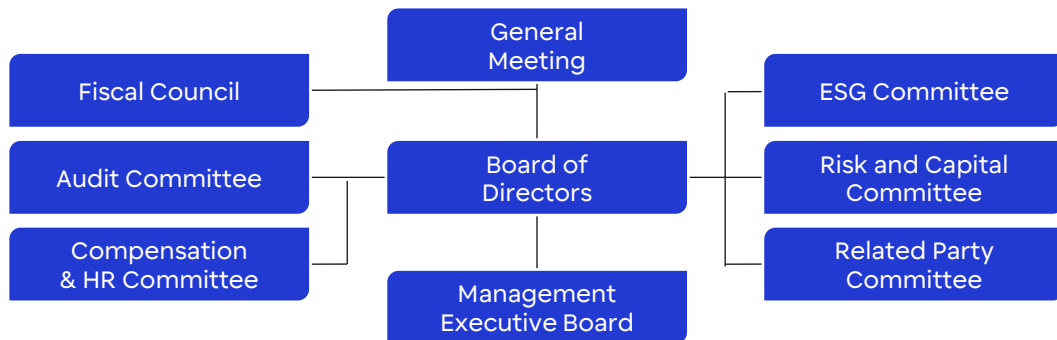 General
Meeting
Fiscal Council
ESG Committee
Audit Committee
Board of
Directors
Risk and Capital
Committee
Compensation
& HR Committee
Related Party
Committee
Management
Executive Board